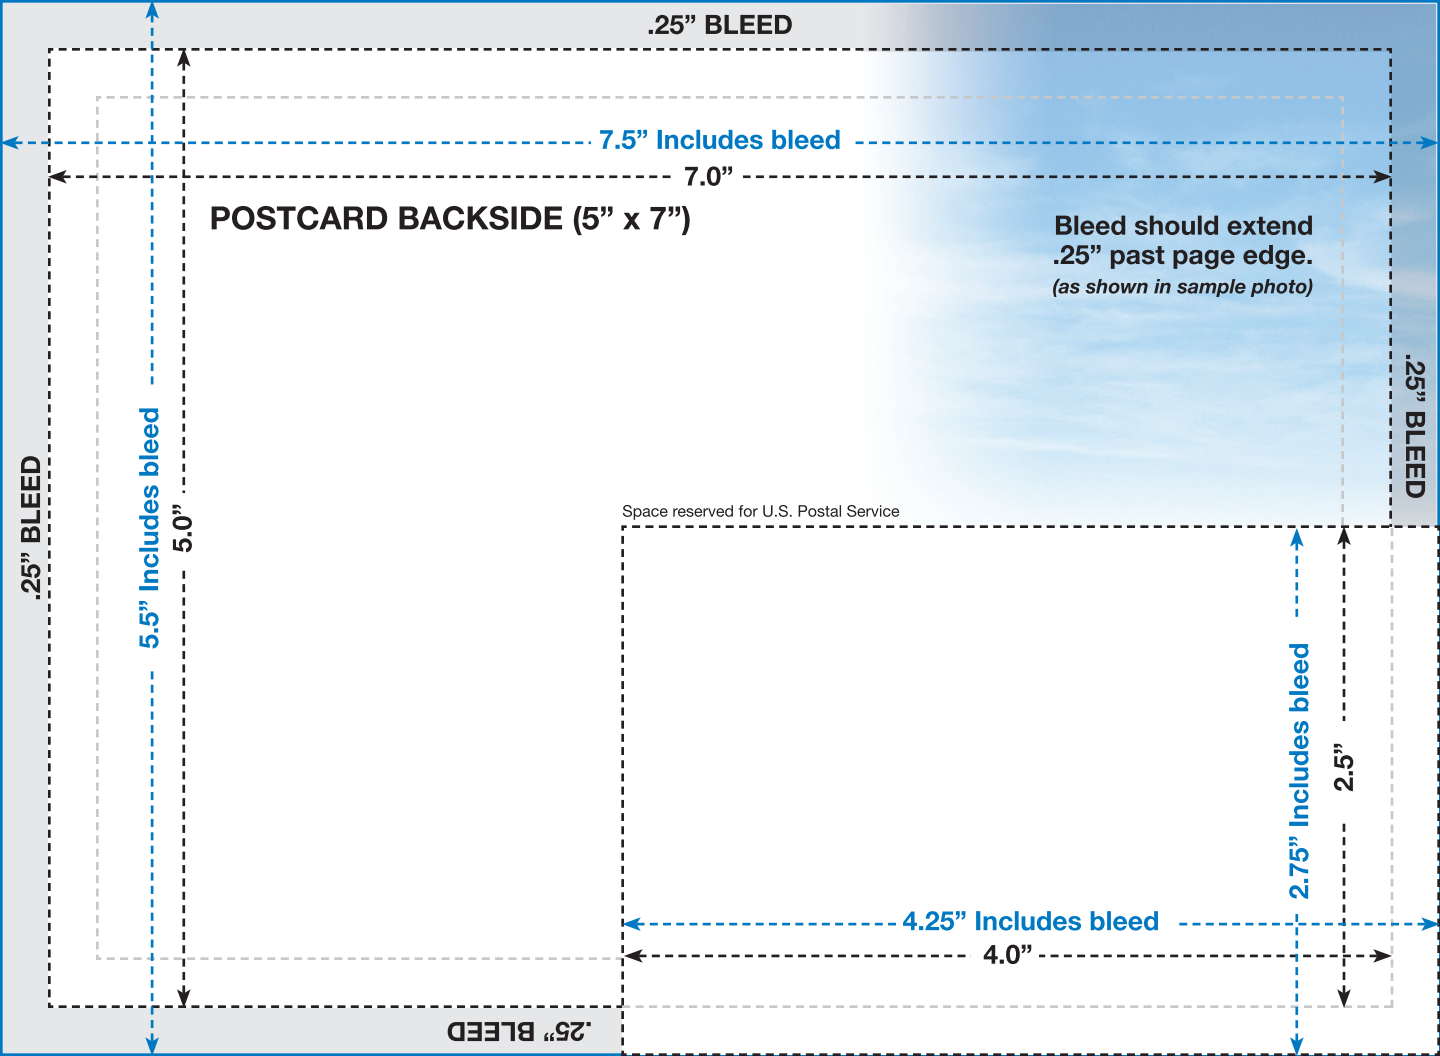 .25” BLEED
7.5” Includes bleed
7.0”
POSTCARD BACKSIDE (5” x 7”)
Bleed should extend
.25” past page edge.
(as shown in sample photo)
.25” BLEED
5.5” Includes bleed
5.0”
.25” BLEED
Space reserved for U.S. Postal Service
2.75” Includes bleed
2.5”
4.25” Includes bleed
4.0”
.25” BLEED